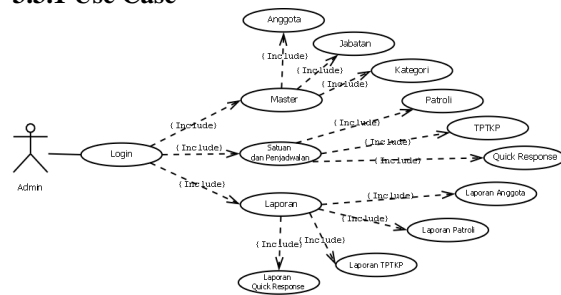 3.3.1 Use Case
Anggota
{Include}
Jabatan
{Include}
Kategori
{Include}
Master
{Include}
Patroli
{Include}
TPTKP
{Include}
Quick Response
{Include}
Satuan
dan Penjadwalan
{Include}
Login
Admin
{Include}
Laporan
Laporan Anggota
{Include}
Laporan Patroli
{Include}
Laporan TPTKP
{Include}
Laporan
Quick Response
{Include}